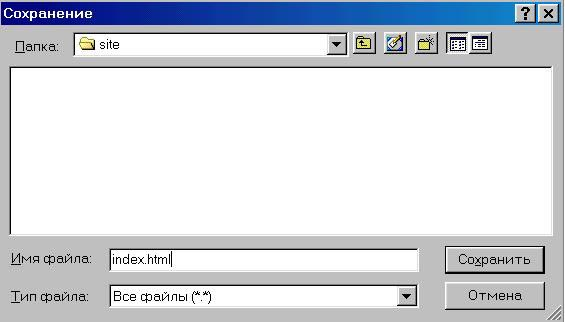 Сохранение
Папка: site
Имя файла: index.html Сохранить
Тип файла: Все файлы (*.*) Отмена